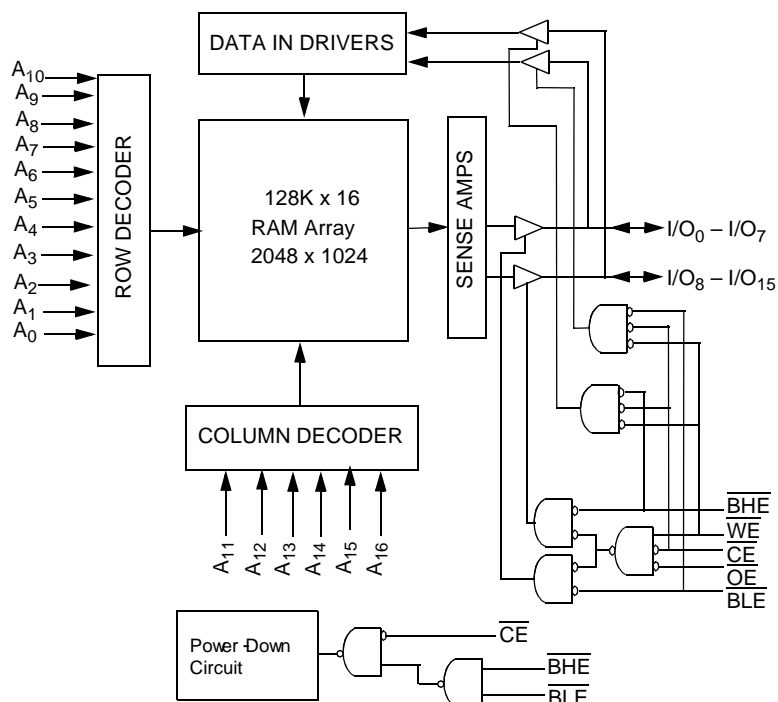 DATA IN DRIVERS
A10
A9
A8
A7
A6
A5
A4
A3
A2
A1
A0
ROW DECODER
128K x 16
RAM Array
2048 x 1024
SENSE AMPS
I/O0 – I/O7
I/O8 – I/O15
COLUMN DECODER
A11
A12
A13
A14
A15
A16
BHE
WE
CE
OE
BLE
Power-Down
Circuit
CE
BHE
BLE